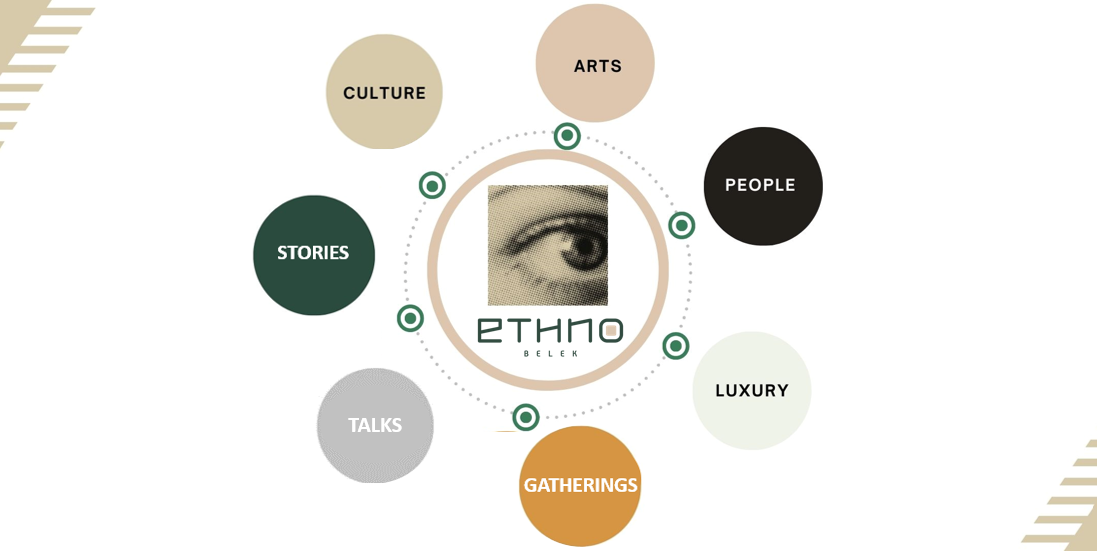 ARTS
CULTURE
PEOPLE
STORIES
ETHNO
BELEK
LUXURY
TALKS
GATHERINGS